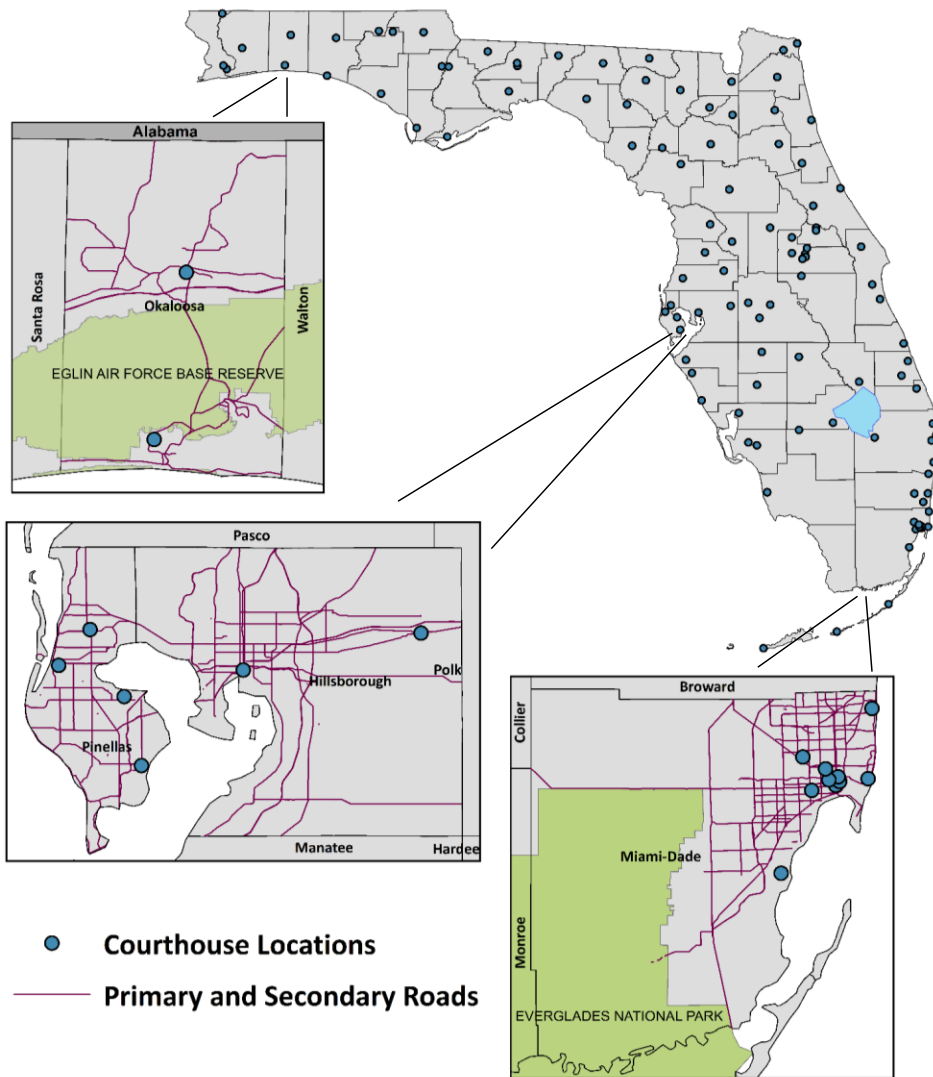 Alabama
Santa Rosa
Okaloosa
Walton
EGLIN AIR FORCE BASE RESERVE
Pasco
Polk
Hillsborough
Pinellas
Manatee
Hardee
Broward
Collier
Miami-Dade
Monroe
EVERGLADES NATIONAL PARK
Courthouse Locations
Primary and Secondary Roads